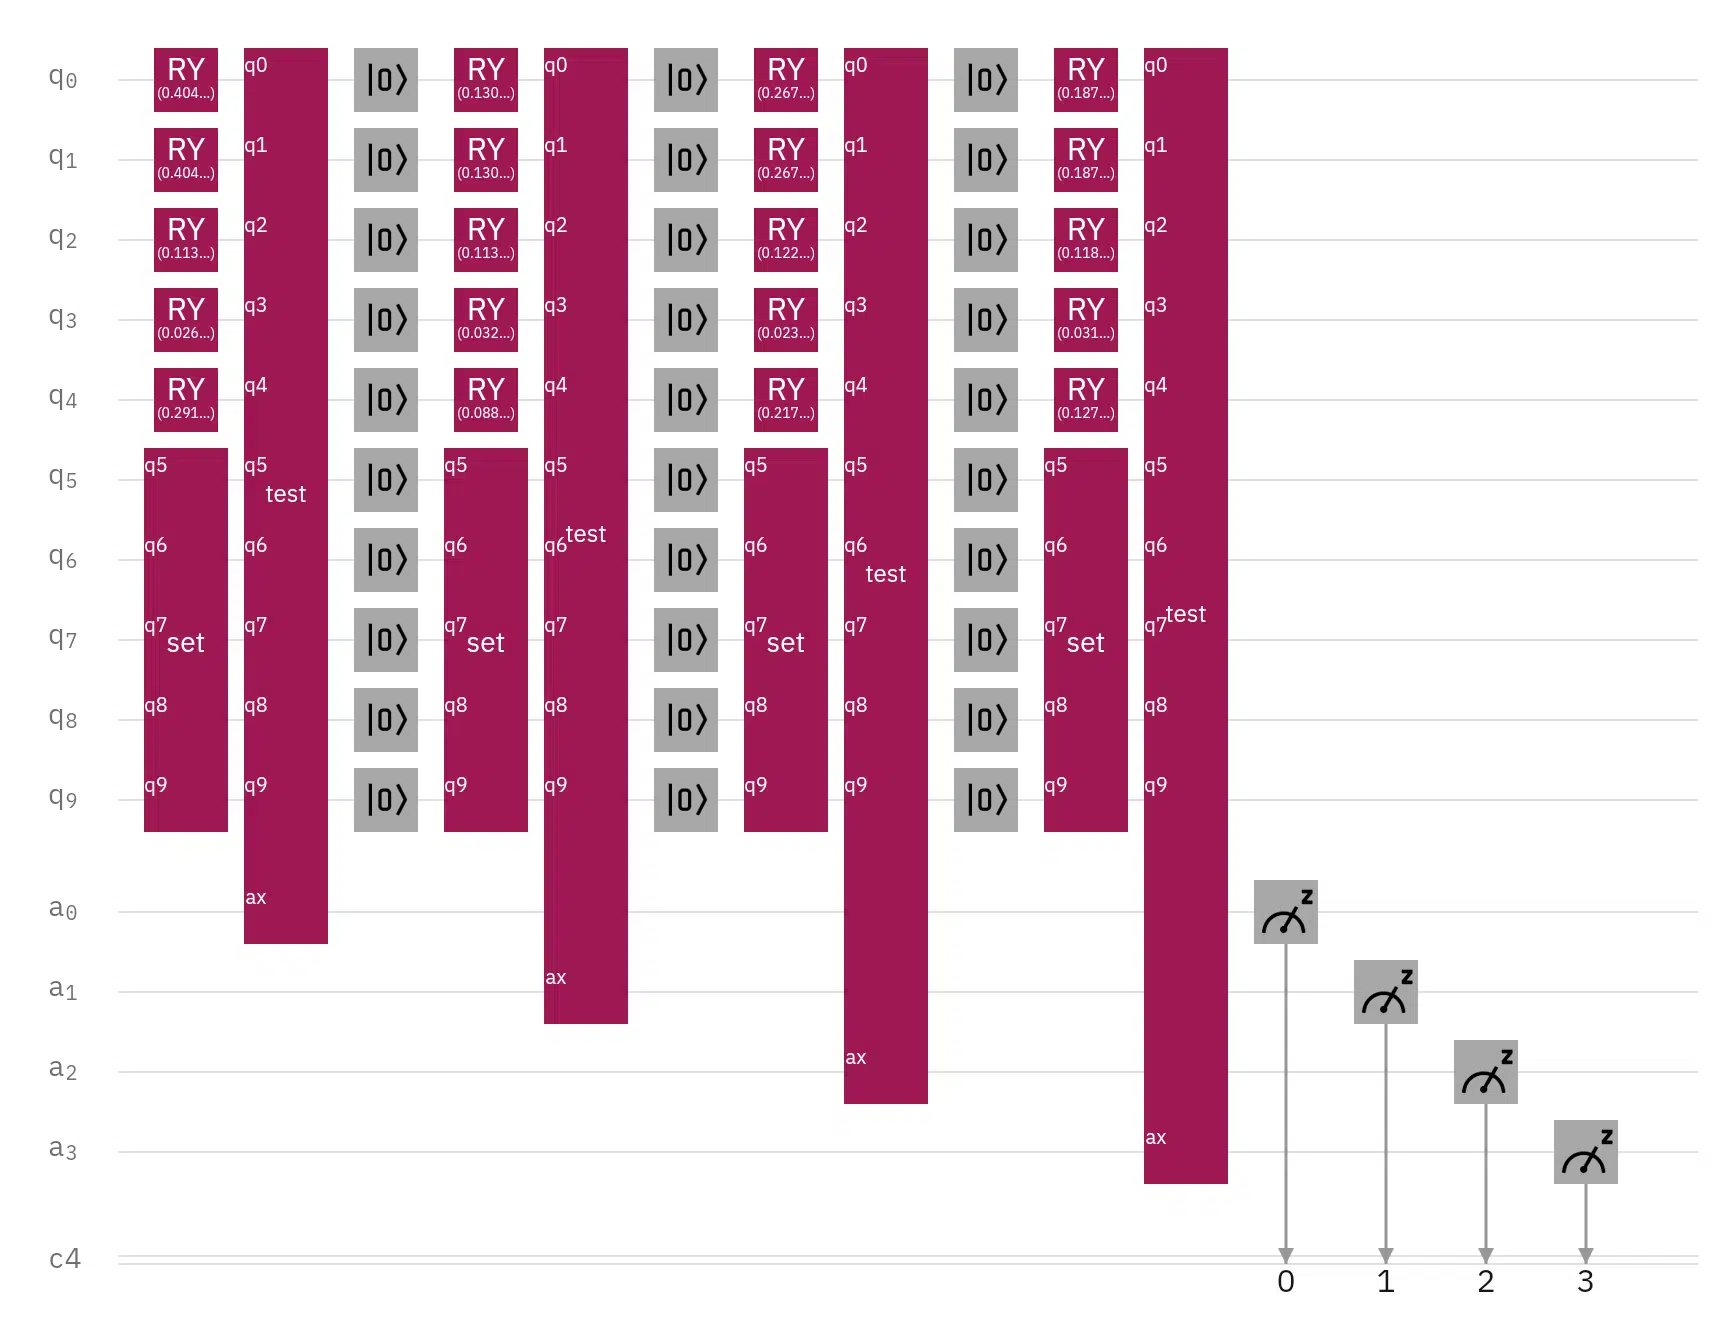 q0 RY (0.404...) q0 |0⟩ RY (0.130...) q0 |0⟩ RY (0.267...) q0 |0⟩ RY (0.187...) q0
q1 RY (0.404...) q1 |0⟩ RY (0.130...) q1 |0⟩ RY (0.267...) q1 |0⟩ RY (0.187...) q1
q2 RY (0.113...) q2 |0⟩ RY (0.113...) q2 |0⟩ RY (0.122...) q2 |0⟩ RY (0.118...) q2
q3 RY (0.026...) q3 |0⟩ RY (0.032...) q3 |0⟩ RY (0.023...) q3 |0⟩ RY (0.031...) q3
q4 RY (0.291...) q4 |0⟩ RY (0.088...) q4 |0⟩ RY (0.217...) q4 |0⟩ RY (0.127...) q4
q5 q5 q5 test |0⟩ q5 q5 |0⟩ q5 q5 |0⟩ q5 q5
q6 q6 q6 |0⟩ q6 q6 test |0⟩ q6 q6 test |0⟩ q6 q6
q7 q7 set q7 |0⟩ q7 set q7 |0⟩ q7 set q7 |0⟩ q7 set q7 test
q8 q8 q8 |0⟩ q8 q8 |0⟩ q8 q8 |0⟩ q8 q8
q9 q9 q9 |0⟩ q9 q9 |0⟩ q9 q9 |0⟩ q9 q9
a0 ax z
a1 ax z
a2 ax z
a3 ax z
c4
0 1 2 3